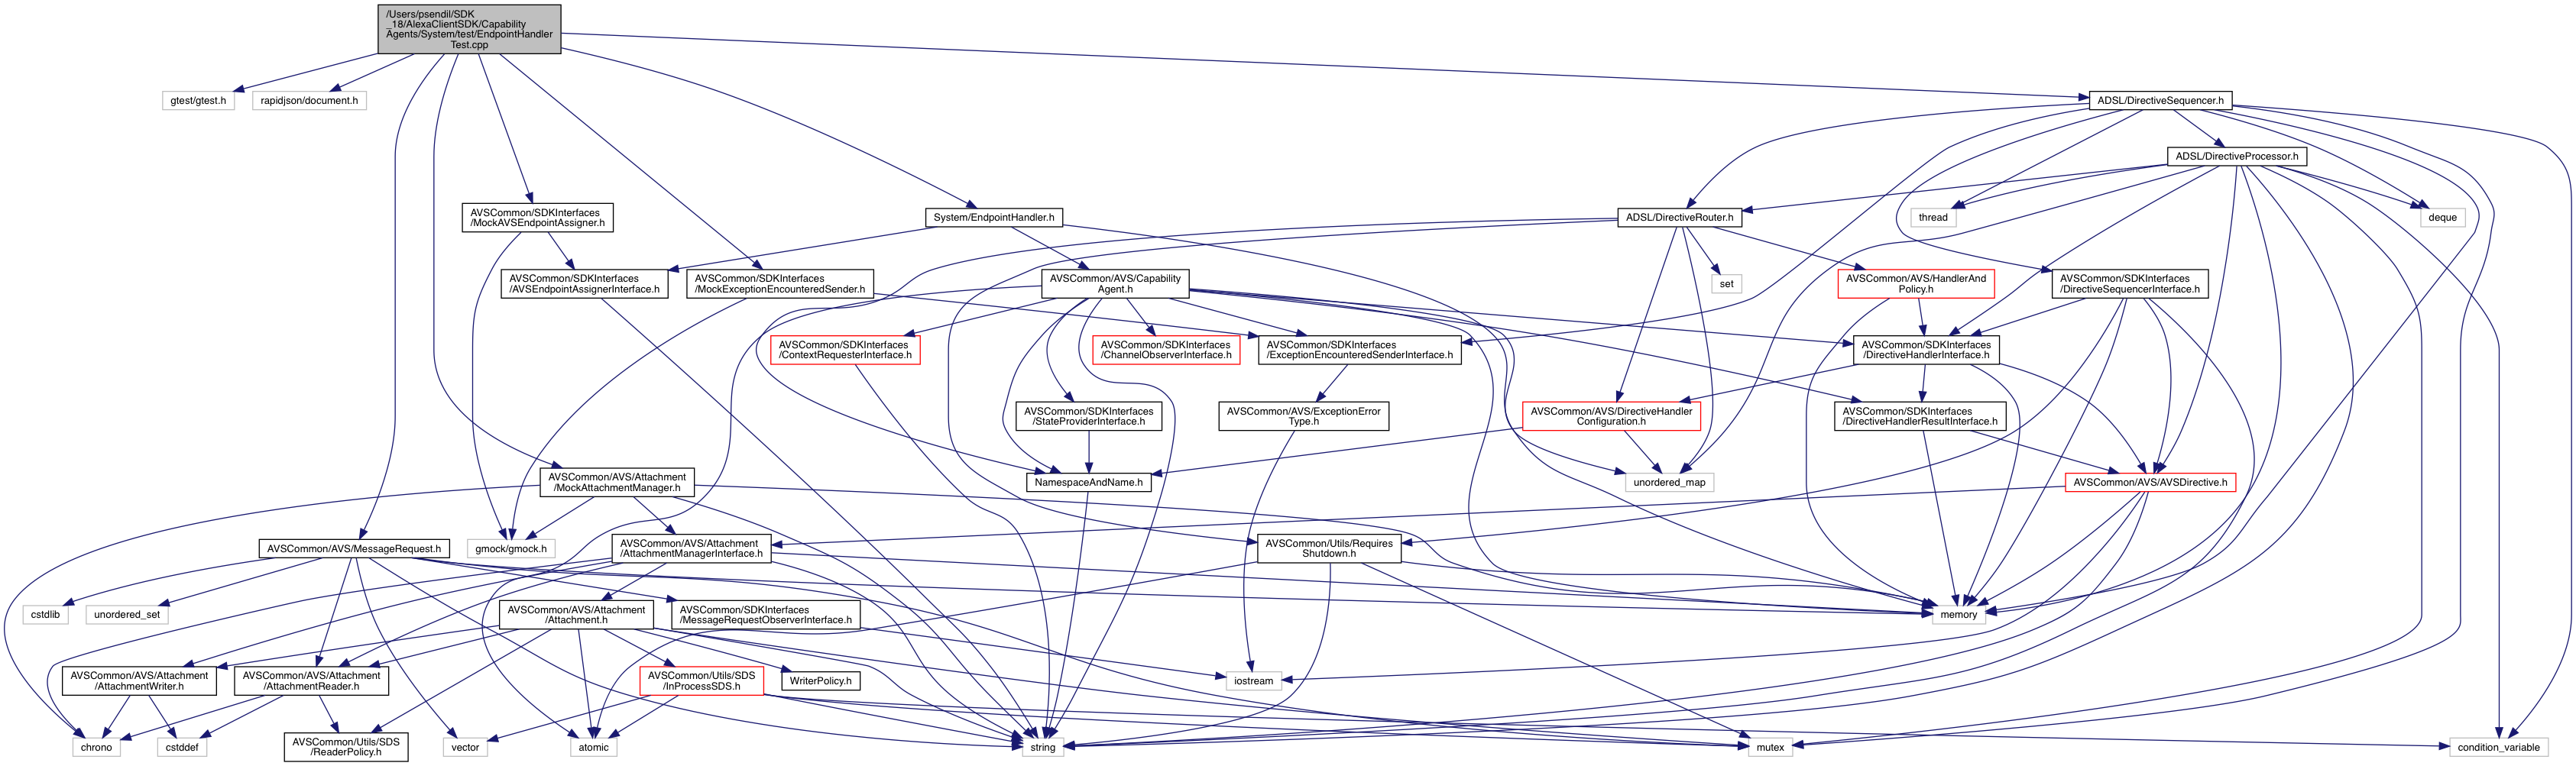 /Users/psendil/SDK
_18/AlexaClientSDK/Capability
Agents/System/test/EndpointHandler
Test.cpp
gtest/gtest.h
rapidjson/document.h
ADSL/DirectiveSequencer.h
ADSL/DirectiveProcessor.h
AVSCommon/SDKInterfaces
/MockAVSEndpointAssigner.h
System/EndpointHandler.h
ADSL/DirectiveRouter.h
thread
deque
AVSCommon/SDKInterfaces
/AVSEndpointAssignerInterface.h
AVSCommon/SDKInterfaces
/MockExceptionEncounteredSender.h
AVSCommon/AVS/Capability
Agent.h
set
AVSCommon/AVS/HandlerAnd
Policy.h
AVSCommon/SDKInterfaces
/DirectiveSequencerInterface.h
AVSCommon/SDKInterfaces
/ContextRequesterInterface.h
AVSCommon/SDKInterfaces
/ChannelObserverInterface.h
AVSCommon/SDKInterfaces
/ExceptionEncounteredSenderInterface.h
AVSCommon/SDKInterfaces
/DirectiveHandlerInterface.h
AVSCommon/SDKInterfaces
/StateProviderInterface.h
AVSCommon/AVS/ExceptionError
Type.h
AVSCommon/AVS/DirectiveHandler
Configuration.h
AVSCommon/SDKInterfaces
/DirectiveHandlerResultInterface.h
AVSCommon/AVS/Attachment
/MockAttachmentManager.h
NamespaceAndName.h
unordered_map
AVSCommon/AVS/AVSDirective.h
AVSCommon/AVS/MessageRequest.h
gmock/gmock.h
AVSCommon/AVS/Attachment
/AttachmentManagerInterface.h
AVSCommon/Utils/Requires
Shutdown.h
cstdlib
unordered_set
AVSCommon/AVS/Attachment
/Attachment.h
AVSCommon/SDKInterfaces
/MessageRequestObserverInterface.h
memory
AVSCommon/AVS/Attachment
/AttachmentWriter.h
AVSCommon/AVS/Attachment
/AttachmentReader.h
AVSCommon/Utils/SDS
/InProcessSDS.h
WriterPolicy.h
iostream
chrono
cstddef
AVSCommon/Utils/SDS
/ReaderPolicy.h
vector
atomic
string
mutex
condition_variable